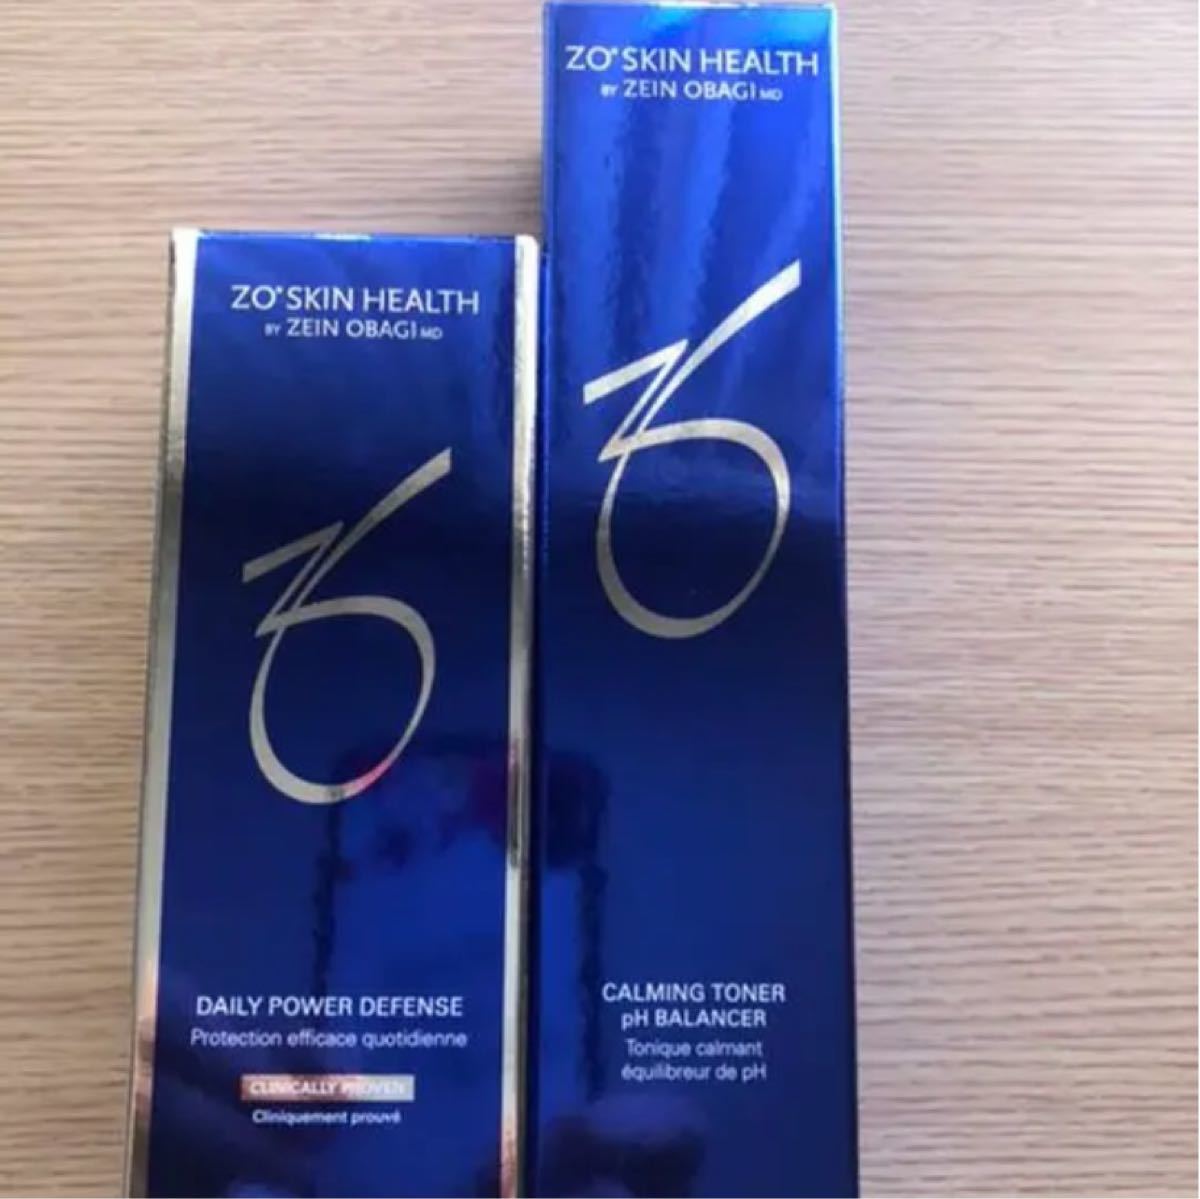 ZO® SKIN HEALTH
BY ZEIN OBAGI MD
DAILY POWER DEFENSE
Protection efficace quotidienne
CLINICALLY PROVEN
Cliniquement prouvé
ZO® SKIN HEALTH
BY ZEIN OBAGI MD
CALMING TONER
pH BALANCER
Tonique calmant
équilibreur de pH